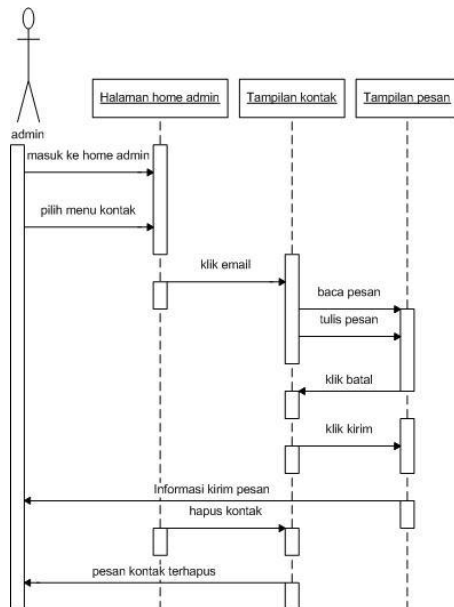 Halaman home admin
Tampilan kontak
Tampilan pesan
admin
masuk ke home admin
pilih menu kontak
klik email
baca pesan
tulis pesan
klik batal
klik kirim
Informasi kirim pesan
hapus kontak
pesan kontak terhapus